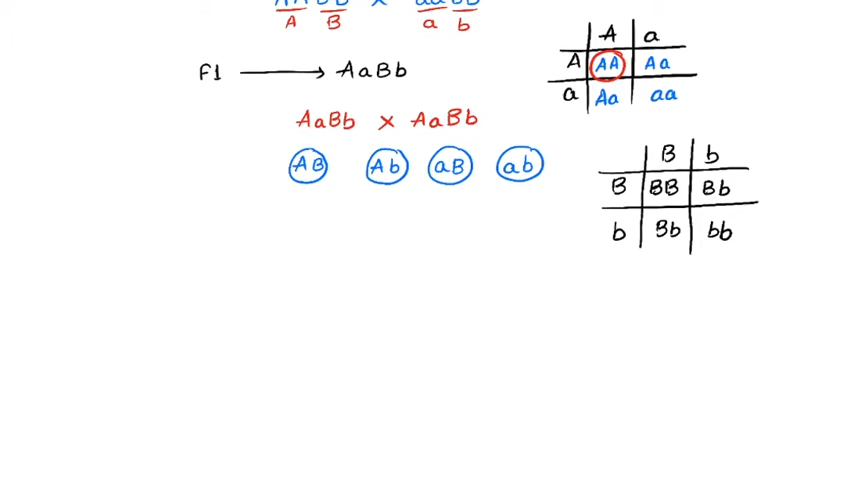 A B a b
F1 → AaBb
AaBb × AaBb
AB Ab aB ab
A a
A AA Aa
a Aa aa
B b
B BB Bb
b Bb bb